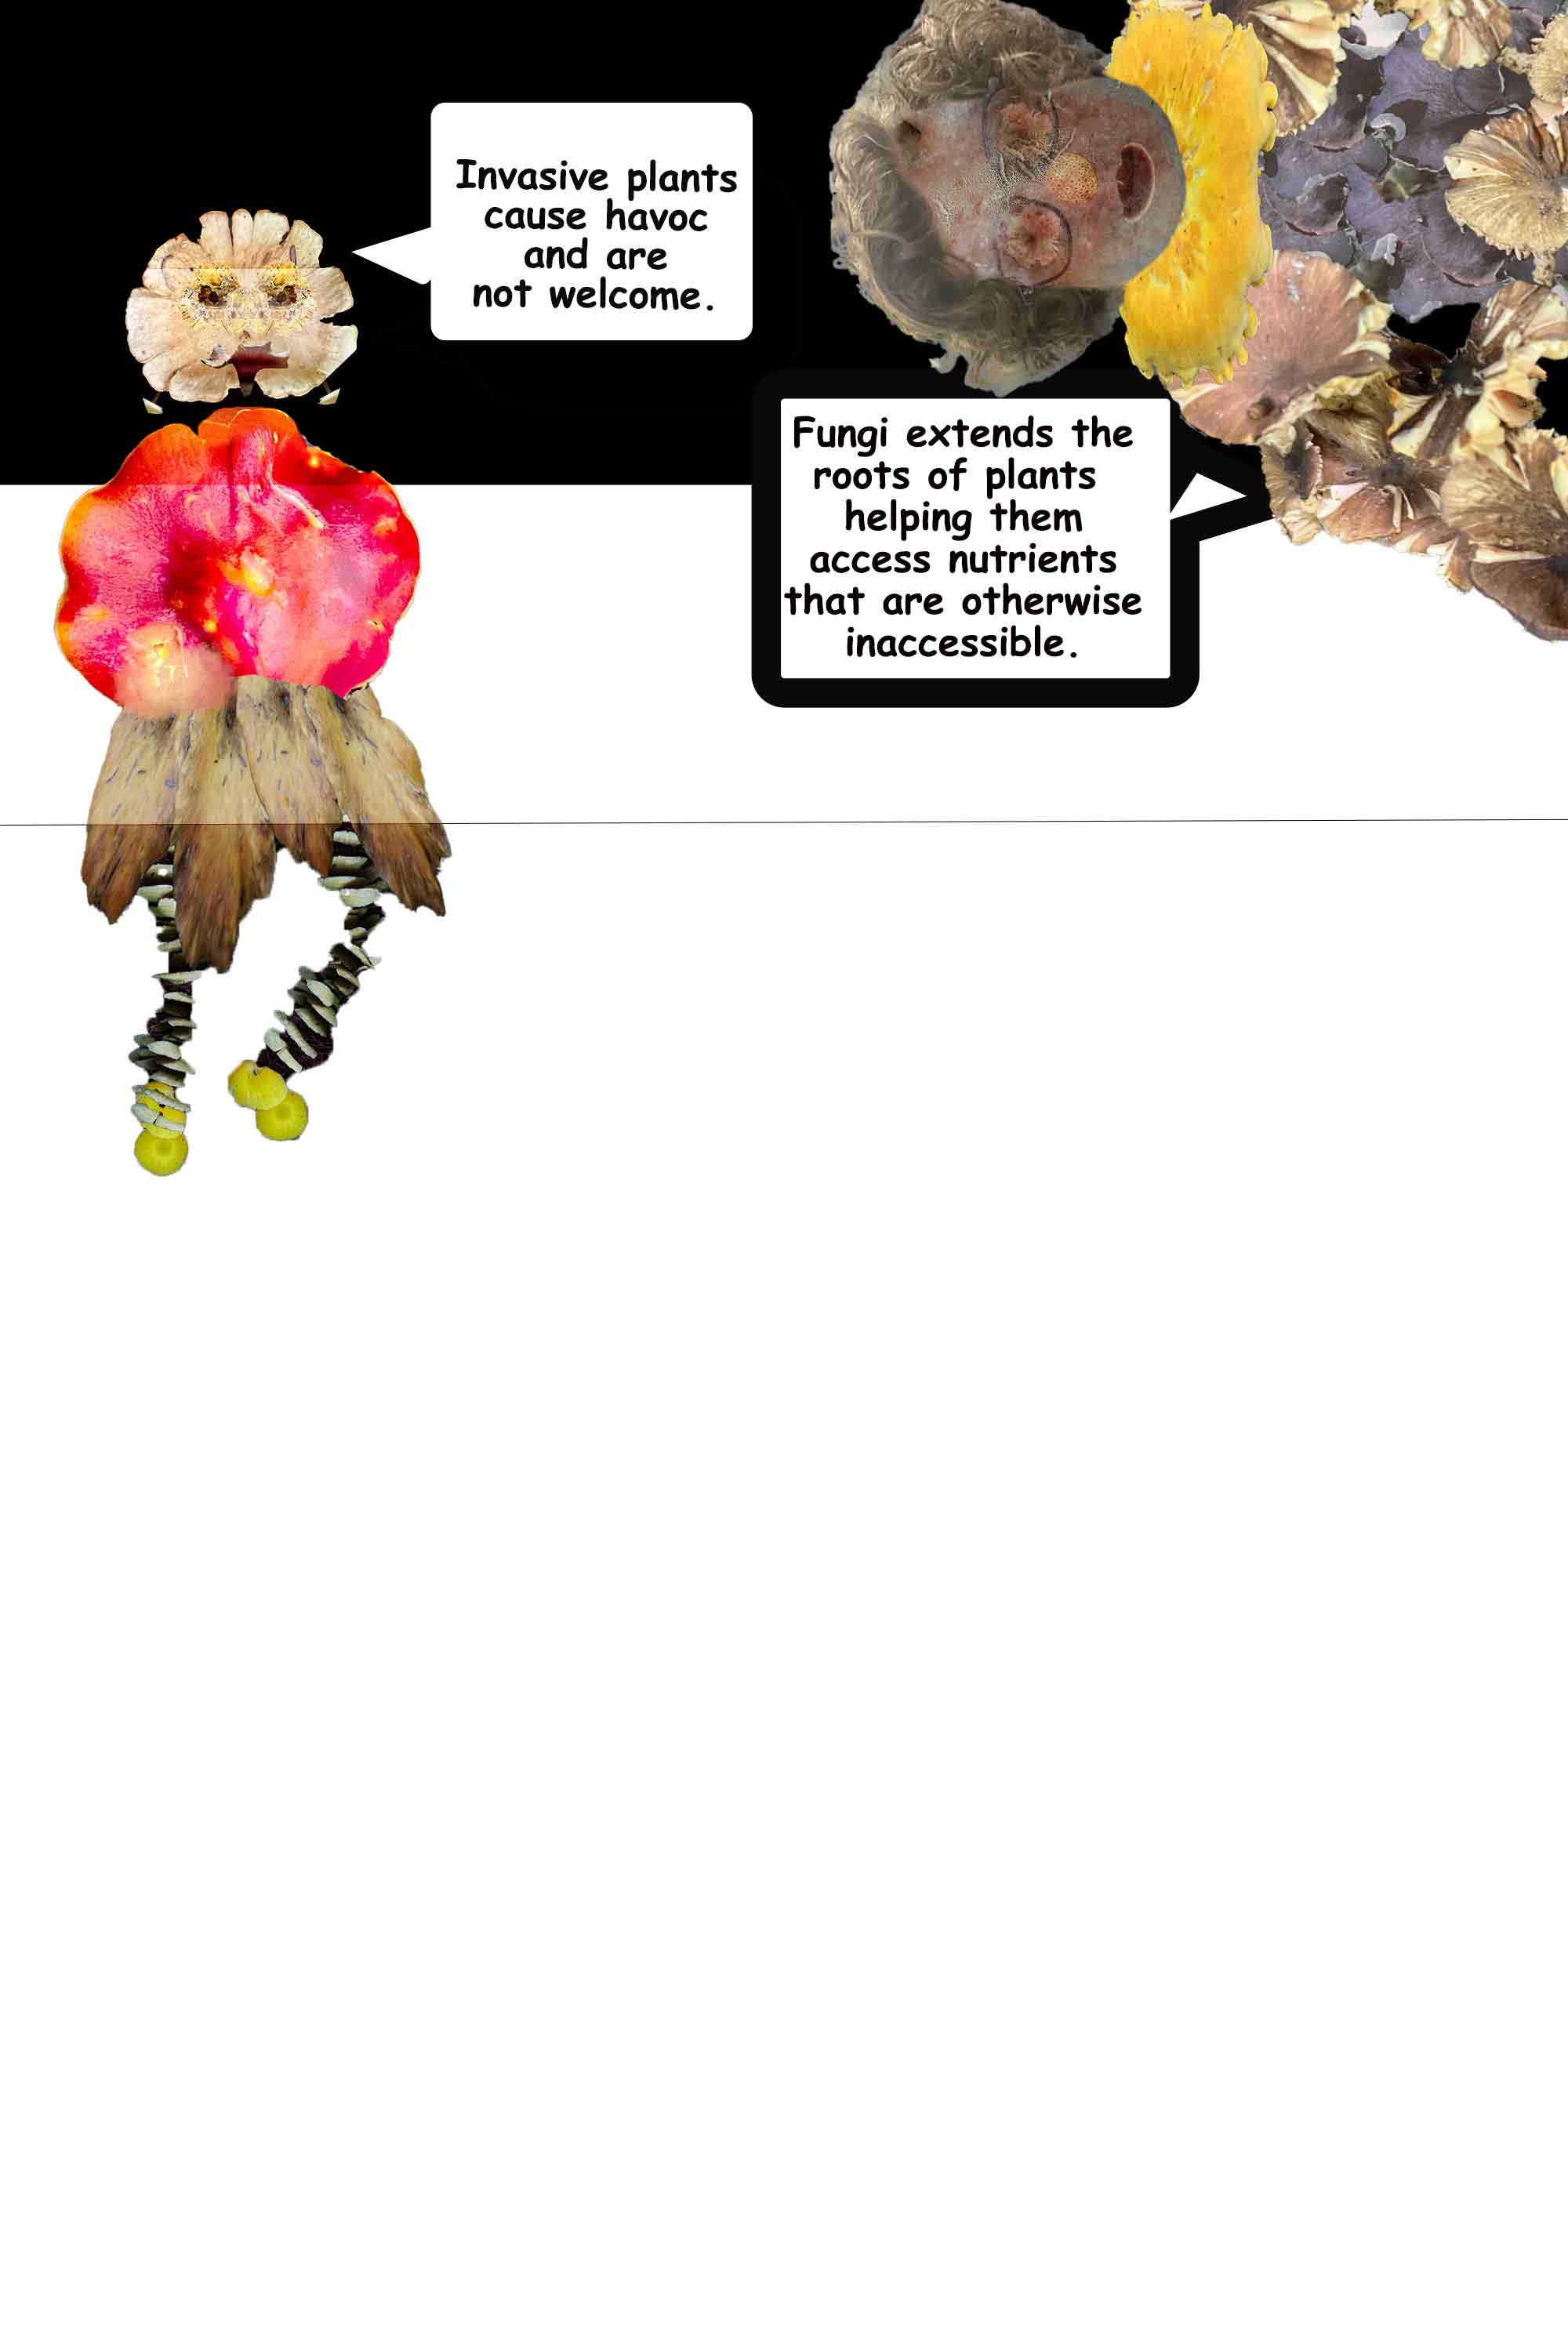 Invasive plants
cause havoc
and are
not welcome.
Fungi extends the
roots of plants
helping them
access nutrients
that are otherwise
inaccessible.